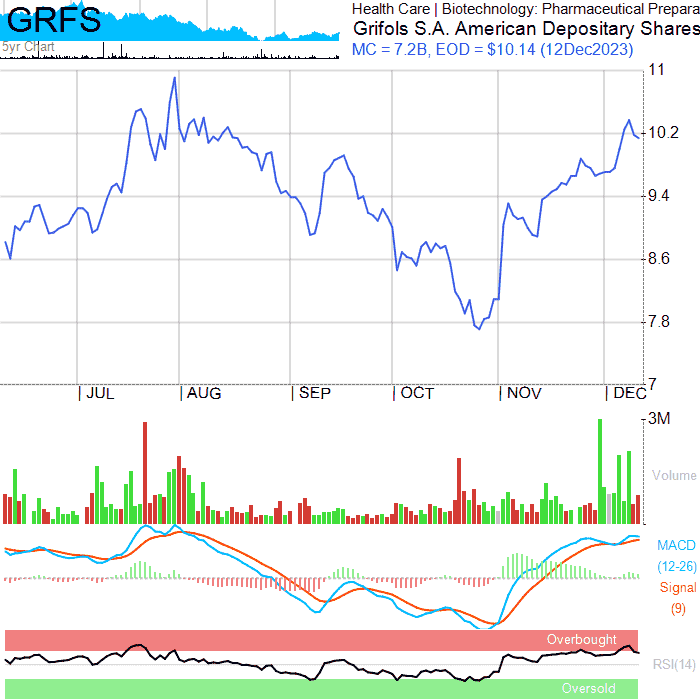 GRFS
5yr Chart
Health Care | Biotechnology: Pharmaceutical Prepara
Grifols S.A. American Depositary Shares
MC = 7.2B, EOD = $10.14 (12Dec2023)
11
10.2
9.4
8.6
7.8
7
| JUL | AUG | SEP | OCT | NOV | DEC
3M
Volume
MACD
(12-26)
Signal
(9)
Overbought
RSI(14)
Oversold